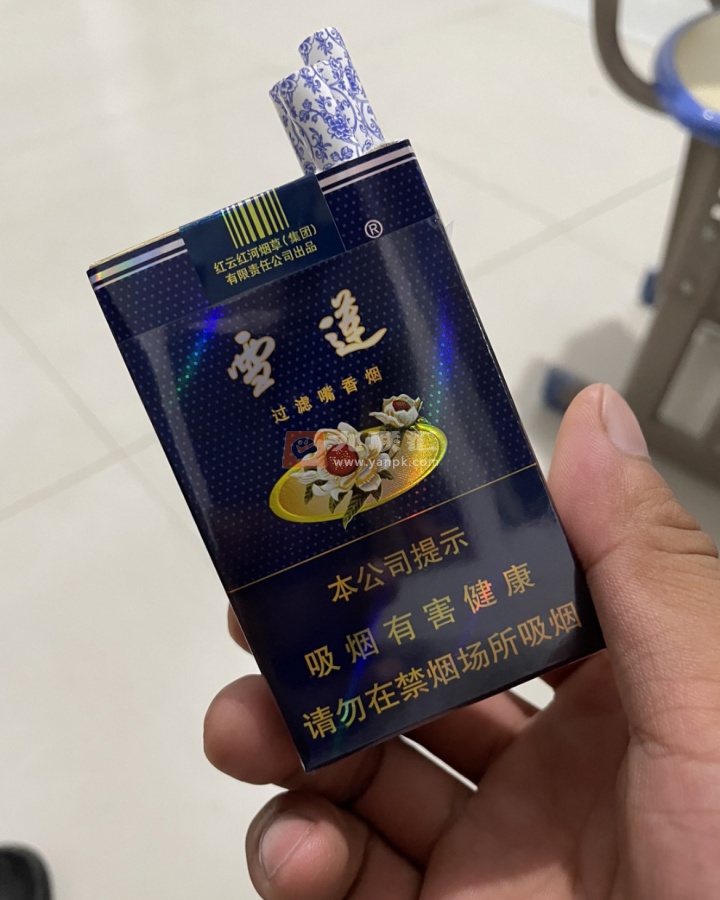 红云红河烟草(集团)
有限责任公司出品
®
雪莲
过滤嘴香烟
www.yanpk.com
本公司提示
吸烟有害健康
请勿在禁烟场所吸烟